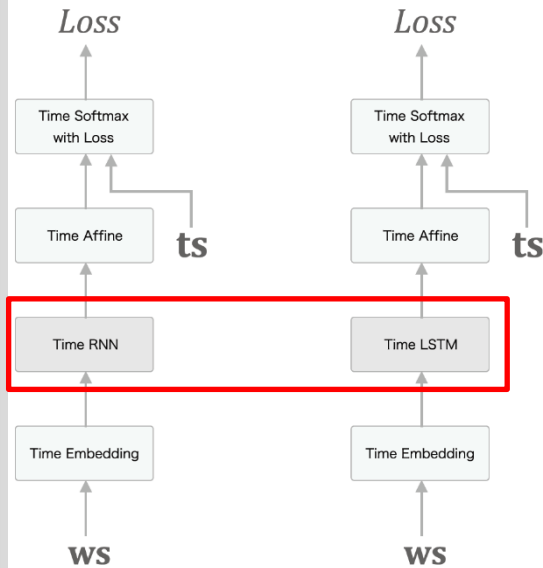 Loss
Time Softmax
with Loss
Time Affine
ts
Time RNN
Time Embedding
ws
Loss
Time Softmax
with Loss
Time Affine
ts
Time LSTM
Time Embedding
ws